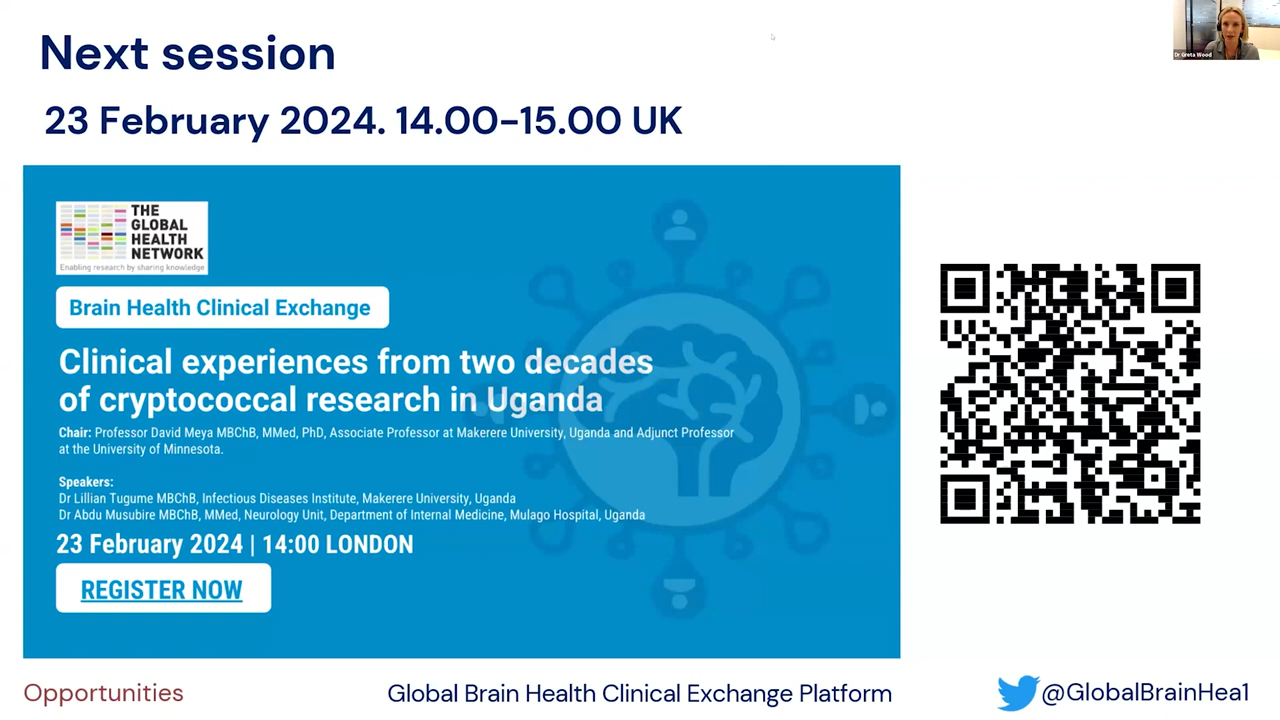 Next session
Dr Greta Wood
23 February 2024. 14.00-15.00 UK
THE
GLOBAL
HEALTH
NETWORK
Enabling research by sharing knowledge
Brain Health Clinical Exchange
Clinical experiences from two decades
of cryptococcal research in Uganda
Chair: Professor David Meya MBChB, MMed, PhD, Associate Professor at Makerere University, Uganda and Adjunct Professor
at the University of Minnesota.
Speakers:
Dr Lillian Tugume MBChB, Infectious Diseases Institute, Makerere University, Uganda
Dr Abdu Musubire MBChB, MMed, Neurology Unit, Department of Internal Medicine, Mulago Hospital, Uganda
23 February 2024 | 14:00 LONDON
REGISTER NOW
Opportunities
Global Brain Health Clinical Exchange Platform
@GlobalBrainHea1